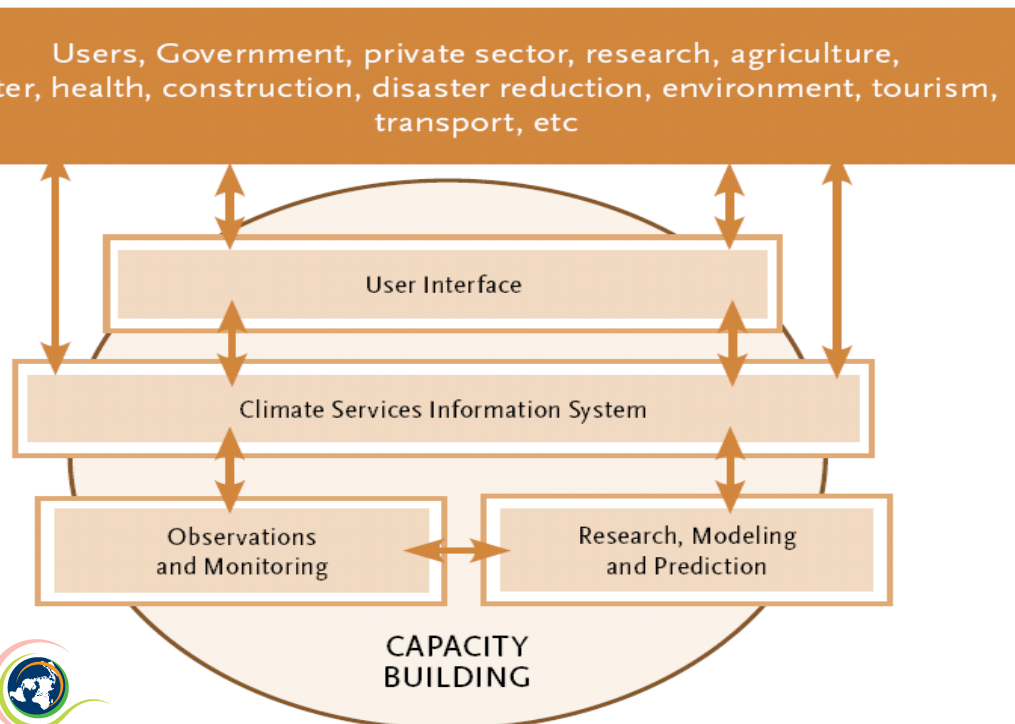 Users, Government, private sector, research, agriculture,
ter, health, construction, disaster reduction, environment, tourism,
transport, etc
User Interface
Climate Services Information System
Observations
and Monitoring
Research, Modeling
and Prediction
CAPACITY
BUILDING